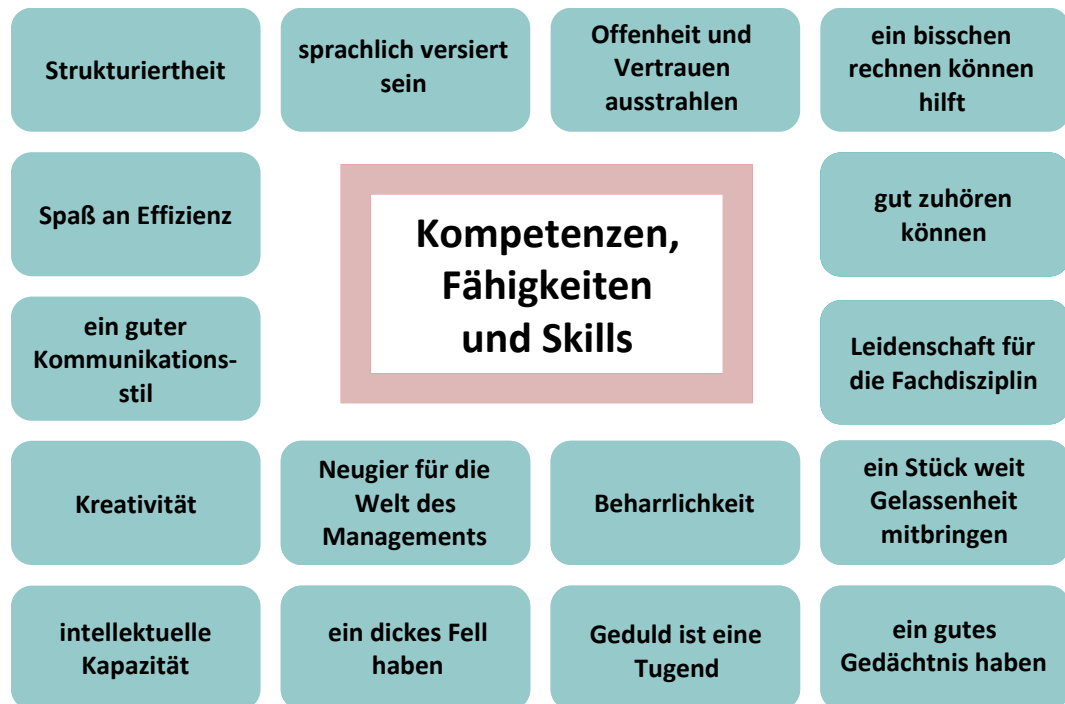 Strukturiertheit
sprachlich versiert
sein
Offenheit und
Vertrauen
ausstrahlen
ein bisschen
rechnen können
hilft
Spaß an Effizienz
Kompetenzen,
Fähigkeiten
und Skills
gut zuhören
können
ein guter
Kommunikations-
stil
Leidenschaft für
die Fachdisziplin
Kreativität
Neugier für die
Welt des
Managements
Beharrlichkeit
ein Stück weit
Gelassenheit
mitbringen
intellektuelle
Kapazität
ein dickes Fell
haben
Geduld ist eine
Tugend
ein gutes
Gedächtnis haben